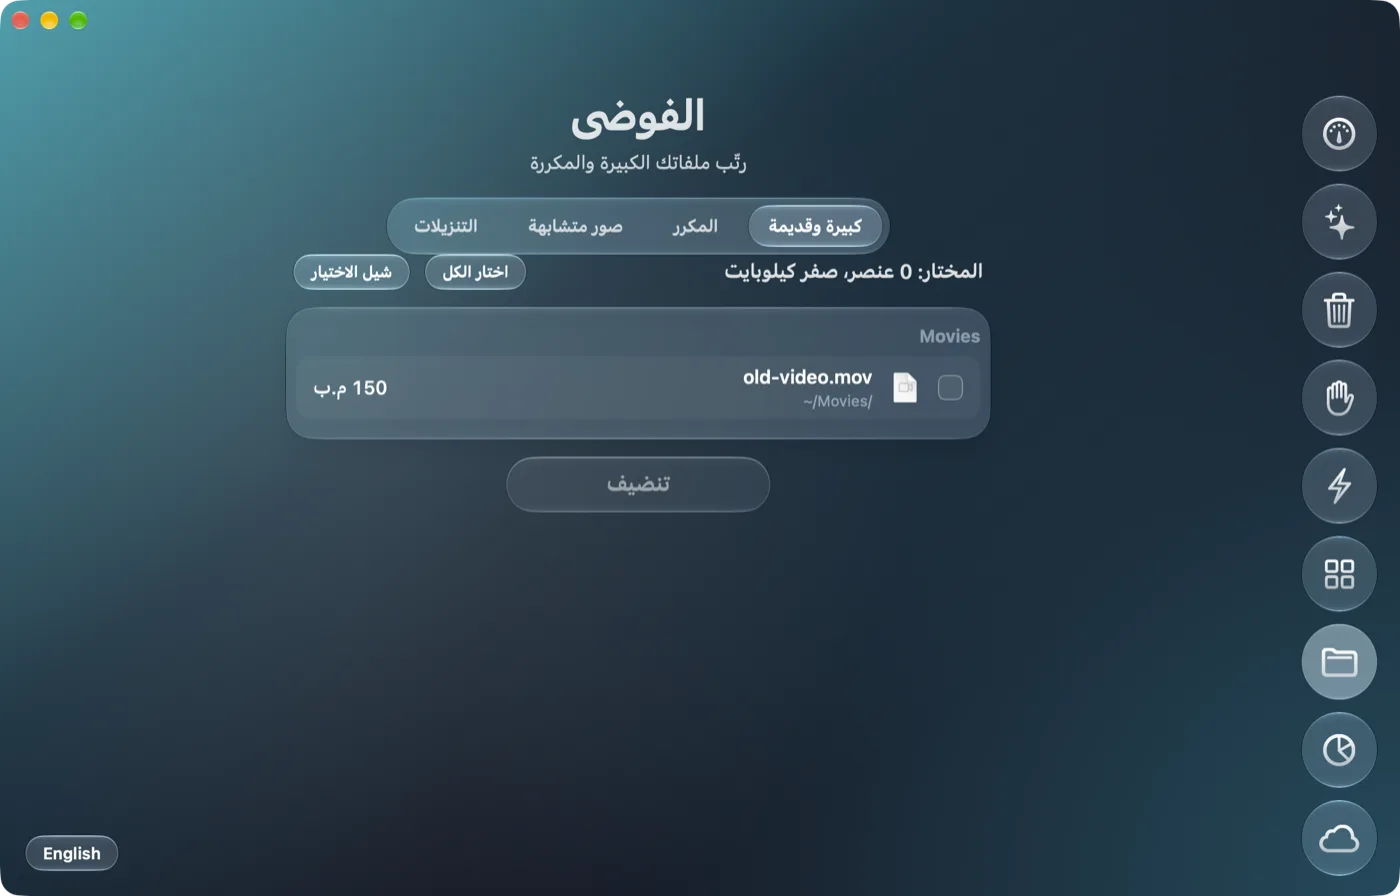 الفوضى
رتّب ملفاتك الكبيرة والمكررة
كبيرة وقديمة
المكرر
صور متشابهة
التنزيلات
المختار: 0 عنصر، صفر كيلوبايت
اختار الكل
شيل الاختيار
Movies
old-video.mov
~/Movies/
150 م.ب
تنضيف
English